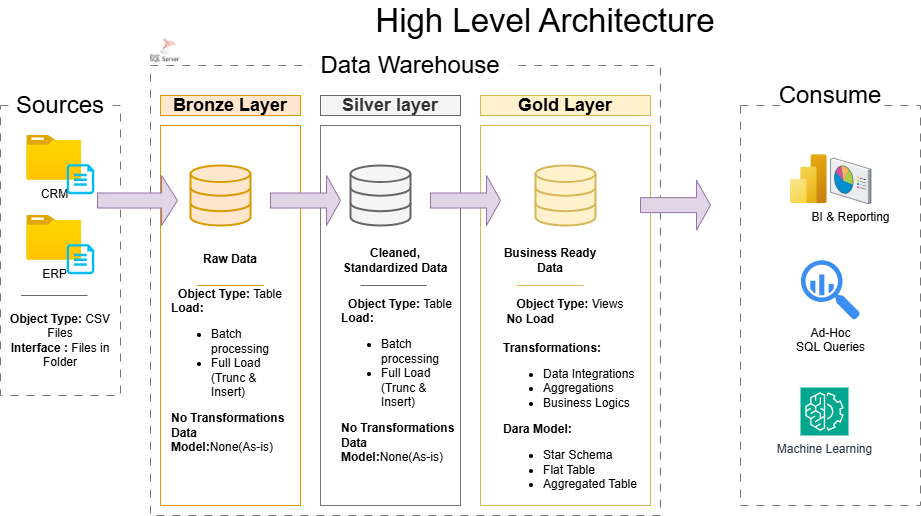 High Level Architecture
SQL Server
Data Warehouse
Sources
CRM
ERP
Object Type: CSV
Files
Interface : Files in
Folder
Bronze Layer
Raw Data
Object Type: Table
Load:
Batch
processing
Full Load
(Trunc &
Insert)
No Transformations
Data
Model:None(As-is)
Silver layer
Cleaned,
Standardized Data
Object Type: Table
Load:
Batch
processing
Full Load
(Trunc &
Insert)
No Transformations
Data
Model:None(As-is)
Gold Layer
Business Ready
Data
Object Type: Views
No Load
Transformations:
Data Integrations
Aggregations
Business Logics
Dara Model:
Star Schema
Flat Table
Aggregated Table
Consume
BI & Reporting
Ad-Hoc
SQL Queries
Machine Learning